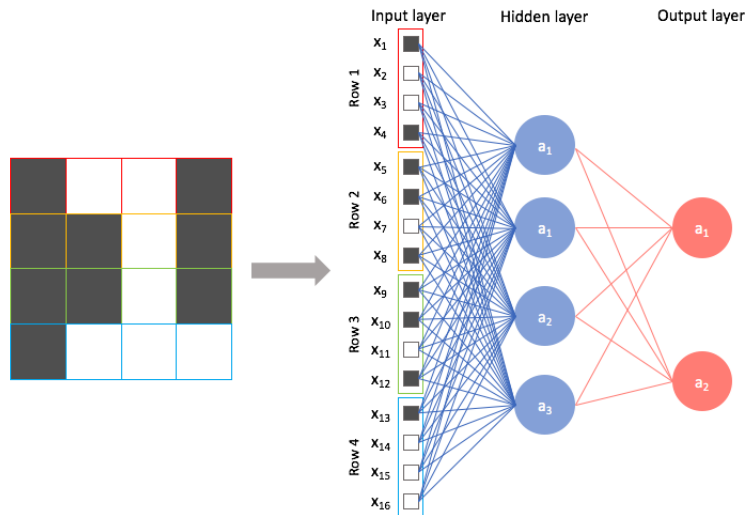 Input layer
Hidden layer
Output layer
Row 1
x1
x2
x3
x4
Row 2
x5
x6
x7
x8
Row 3
x9
x10
x11
x12
Row 4
x13
x14
x15
x16
a1
a1
a2
a3
a1
a2